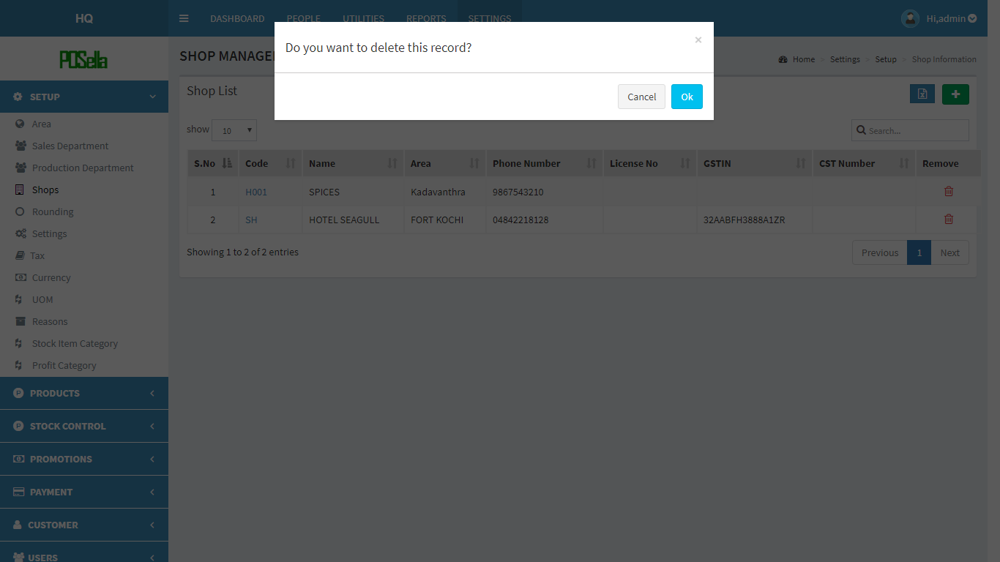 HQ
DASHBOARD PEOPLE UTILITIES REPORTS SETTINGS
Hi,admin
Do you want to delete this record?
×
Cancel Ok
POSella
SHOP MANAGE
Home > Settings > Setup > Shop Information
SETUP
Area
Sales Department
Production Department
Shops
Rounding
Settings
Tax
Currency
UOM
Reasons
Stock Item Category
Profit Category
PRODUCTS
STOCK CONTROL
PROMOTIONS
PAYMENT
CUSTOMER
USERS
Shop List
show 10
Search...
S.No Code Name Area Phone Number License No GSTIN CST Number Remove
1 H001 SPICES Kadavanthra 9867543210
2 SH HOTEL SEAGULL FORT KOCHI 04842218128 32AABFH3888A1ZR
Showing 1 to 2 of 2 entries
Previous 1 Next